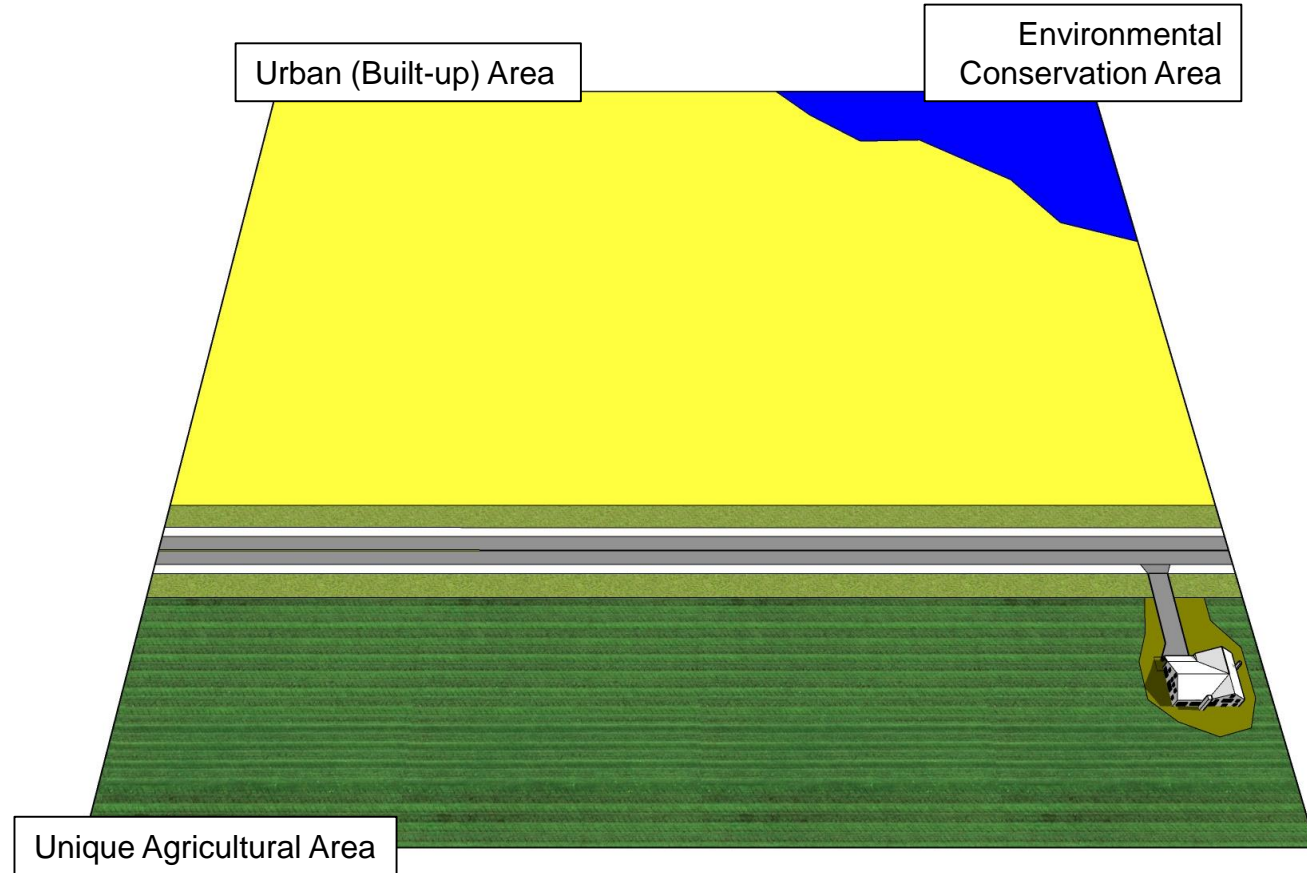 Environmental
Conservation Area
Urban (Built-up) Area
Unique Agricultural Area